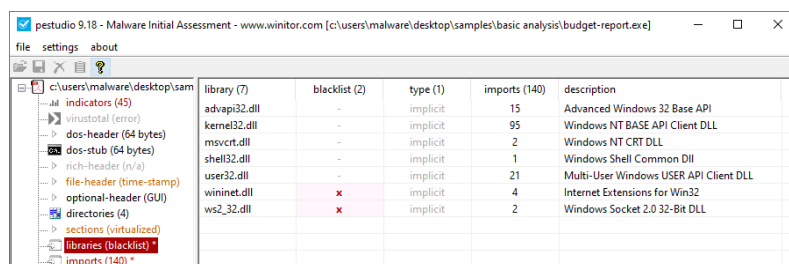 pestudio 9.18 - Malware Initial Assessment - www.winitor.com [c:\users\malware\desktop\samples\basic analysis\budget-report.exe]
file settings about
c:\users\malware\desktop\sam
indicators (45)
virustotal (error)
dos-header (64 bytes)
dos-stub (64 bytes)
rich-header (n/a)
file-header (time-stamp)
optional-header (GUI)
directories (4)
sections (virtualized)
libraries (blacklist) *
imports (140) *
library (7) blacklist (2) type (1) imports (140) description
advapi32.dll - implicit 15 Advanced Windows 32 Base API
kernel32.dll - implicit 95 Windows NT BASE API Client DLL
msvcrt.dll - implicit 2 Windows NT CRT DLL
shell32.dll - implicit 1 Windows Shell Common Dll
user32.dll - implicit 21 Multi-User Windows USER API Client DLL
wininet.dll x implicit 4 Internet Extensions for Win32
ws2_32.dll x implicit 2 Windows Socket 2.0 32-Bit DLL